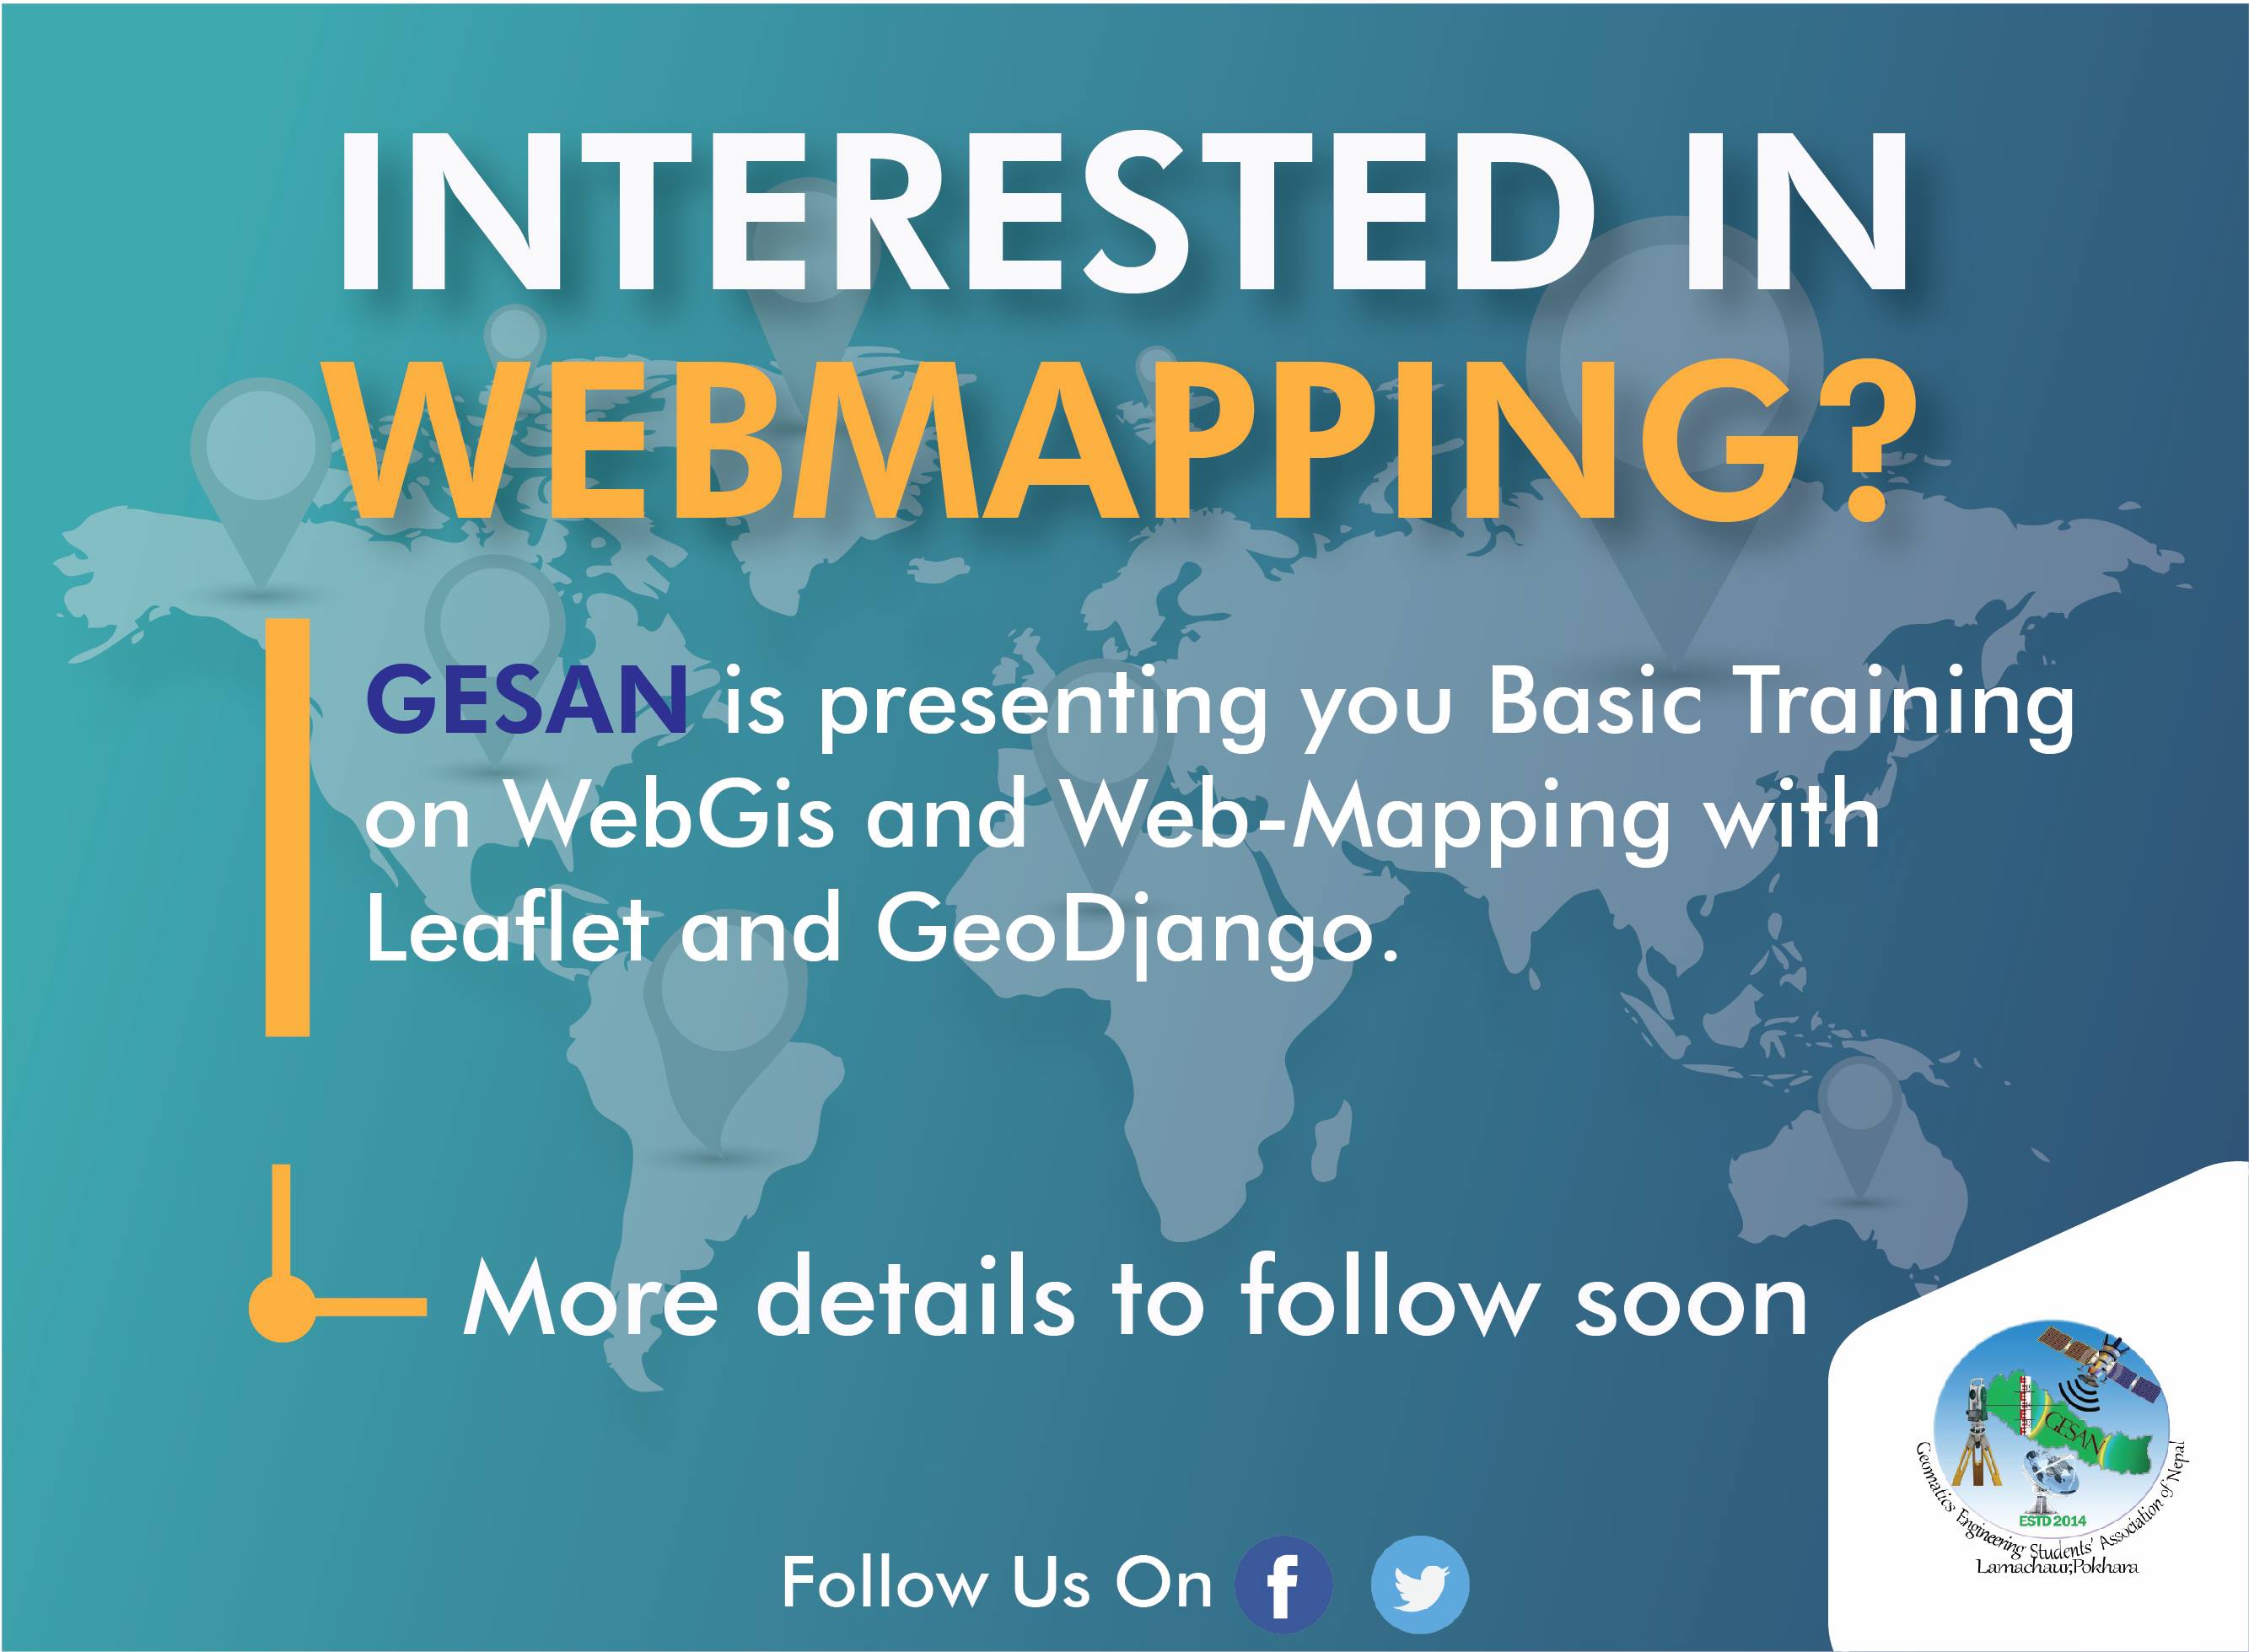 INTERESTED IN
WEBMAPPING?
GESAN is presenting you Basic Training
on WebGis and Web-Mapping with
Leaflet and GeoDjango.
More details to follow soon
GESAN
ESTD 2014
Geomatics Engineering Students' Association of Nepal
Lamachaur,Pokhara
Follow Us On